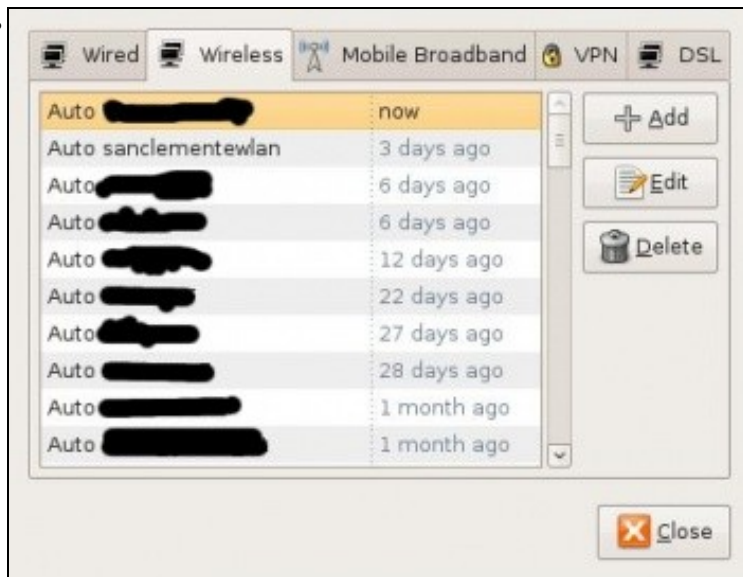 Wired Wireless Mobile Broadband VPN DSL
Auto now
Auto sanclementewlan 3 days ago
Auto 6 days ago
Auto 6 days ago
Auto 12 days ago
Auto 22 days ago
Auto 27 days ago
Auto 28 days ago
Auto 1 month ago
Auto 1 month ago
Add
Edit
Delete
Close